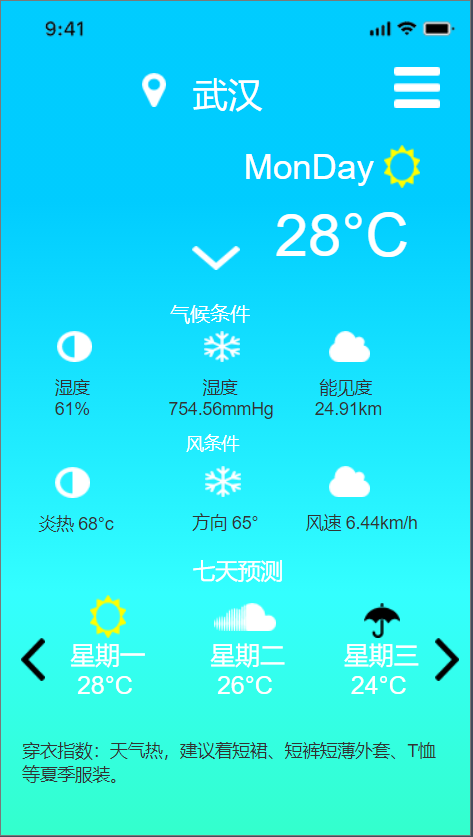 9:41
武汉
MonDay
28°C
气候条件
湿度 湿度 能见度
61% 754.56mmHg 24.91km
风条件
炎热 68°c 方向 65° 风速 6.44km/h
七天预测
星期一 星期二 星期三
28°C 26°C 24°C
穿衣指数：天气热，建议着短裙、短裤短薄外套、T恤
等夏季服装。